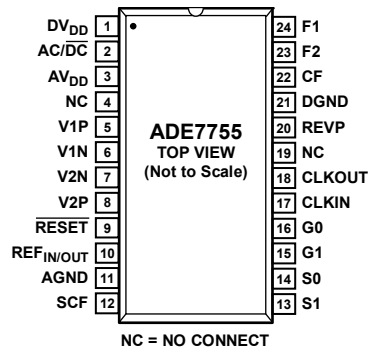 DVDD 1
AC/DC 2
AVDD 3
NC 4
V1P 5
V1N 6
V2N 7
V2P 8
RESET 9
REFIN/OUT 10
AGND 11
SCF 12
ADE7755
TOP VIEW
(Not to Scale)
24 F1
23 F2
22 CF
21 DGND
20 REVP
19 NC
18 CLKOUT
17 CLKIN
16 G0
15 G1
14 S0
13 S1
NC = NO CONNECT